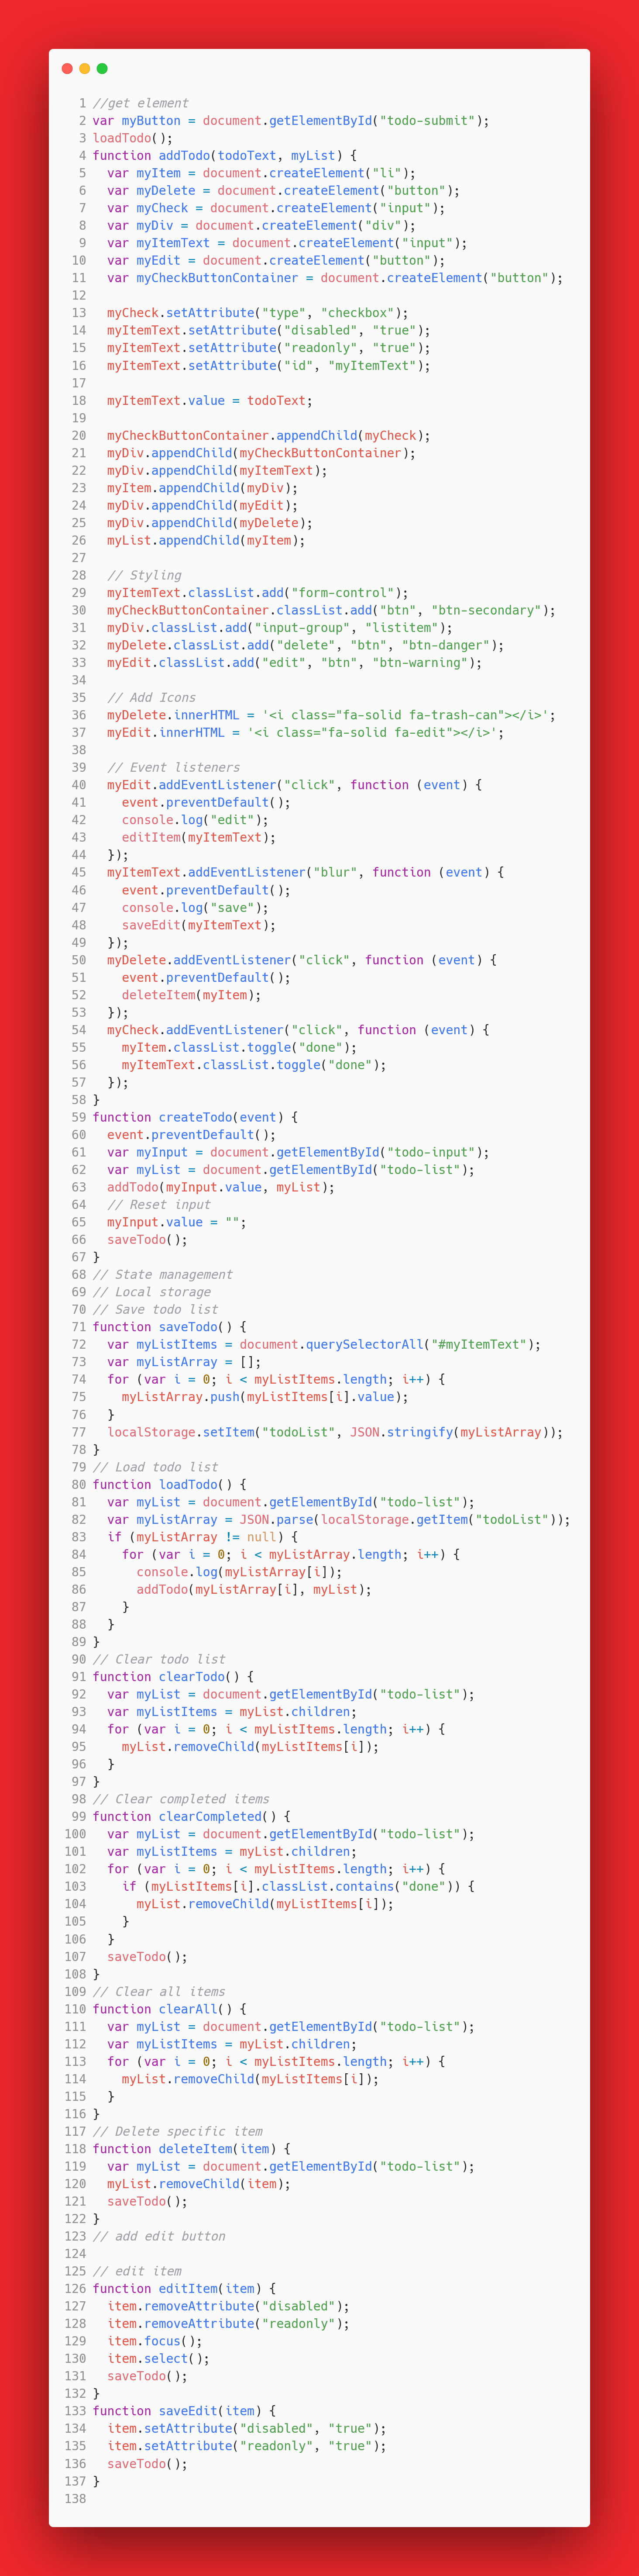 1 //get element
2 var myButton = document.getElementById("todo-submit");
3 loadTodo();
4 function addTodo(todoText, myList) {
5   var myItem = document.createElement("li");
6   var myDelete = document.createElement("button");
7   var myCheck = document.createElement("input");
8   var myDiv = document.createElement("div");
9   var myItemText = document.createElement("input");
10   var myEdit = document.createElement("button");
11   var myCheckButtonContainer = document.createElement("button");
12
13   myCheck.setAttribute("type", "checkbox");
14   myItemText.setAttribute("disabled", "true");
15   myItemText.setAttribute("readonly", "true");
16   myItemText.setAttribute("id", "myItemText");
17
18   myItemText.value = todoText;
19
20   myCheckButtonContainer.appendChild(myCheck);
21   myDiv.appendChild(myCheckButtonContainer);
22   myDiv.appendChild(myItemText);
23   myItem.appendChild(myDiv);
24   myDiv.appendChild(myEdit);
25   myDiv.appendChild(myDelete);
26   myList.appendChild(myItem);
27
28   // Styling
29   myItemText.classList.add("form-control");
30   myCheckButtonContainer.classList.add("btn", "btn-secondary");
31   myDiv.classList.add("input-group", "listitem");
32   myDelete.classList.add("delete", "btn", "btn-danger");
33   myEdit.classList.add("edit", "btn", "btn-warning");
34
35   // Add Icons
36   myDelete.innerHTML = '<i class="fa-solid fa-trash-can"></i>';
37   myEdit.innerHTML = '<i class="fa-solid fa-edit"></i>';
38
39   // Event listeners
40   myEdit.addEventListener("click", function (event) {
41     event.preventDefault();
42     console.log("edit");
43     editItem(myItemText);
44   });
45   myItemText.addEventListener("blur", function (event) {
46     event.preventDefault();
47     console.log("save");
48     saveEdit(myItemText);
49   });
50   myDelete.addEventListener("click", function (event) {
51     event.preventDefault();
52     deleteItem(myItem);
53   });
54   myCheck.addEventListener("click", function (event) {
55     myItem.classList.toggle("done");
56     myItemText.classList.toggle("done");
57   });
58 }
59 function createTodo(event) {
60   event.preventDefault();
61   var myInput = document.getElementById("todo-input");
62   var myList = document.getElementById("todo-list");
63   addTodo(myInput.value, myList);
64   // Reset input
65   myInput.value = "";
66   saveTodo();
67 }
68 // State management
69 // Local storage
70 // Save todo list
71 function saveTodo() {
72   var myListItems = document.querySelectorAll("#myItemText");
73   var myListArray = [];
74   for (var i = 0; i < myListItems.length; i++) {
75     myListArray.push(myListItems[i].value);
76   }
77   localStorage.setItem("todoList", JSON.stringify(myListArray));
78 }
79 // Load todo list
80 function loadTodo() {
81   var myList = document.getElementById("todo-list");
82   var myListArray = JSON.parse(localStorage.getItem("todoList"));
83   if (myListArray != null) {
84     for (var i = 0; i < myListArray.length; i++) {
85       console.log(myListArray[i]);
86       addTodo(myListArray[i], myList);
87     }
88   }
89 }
90 // Clear todo list
91 function clearTodo() {
92   var myList = document.getElementById("todo-list");
93   var myListItems = myList.children;
94   for (var i = 0; i < myListItems.length; i++) {
95     myList.removeChild(myListItems[i]);
96   }
97 }
98 // Clear completed items
99 function clearCompleted() {
100   var myList = document.getElementById("todo-list");
101   var myListItems = myList.children;
102   for (var i = 0; i < myListItems.length; i++) {
103     if (myListItems[i].classList.contains("done")) {
104       myList.removeChild(myListItems[i]);
105     }
106   }
107   saveTodo();
108 }
109 // Clear all items
110 function clearAll() {
111   var myList = document.getElementById("todo-list");
112   var myListItems = myList.children;
113   for (var i = 0; i < myListItems.length; i++) {
114     myList.removeChild(myListItems[i]);
115   }
116 }
117 // Delete specific item
118 function deleteItem(item) {
119   var myList = document.getElementById("todo-list");
120   myList.removeChild(item);
121   saveTodo();
122 }
123 // add edit button
124
125 // edit item
126 function editItem(item) {
127   item.removeAttribute("disabled");
128   item.removeAttribute("readonly");
129   item.focus();
130   item.select();
131   saveTodo();
132 }
133 function saveEdit(item) {
134   item.setAttribute("disabled", "true");
135   item.setAttribute("readonly", "true");
136   saveTodo();
137 }
138